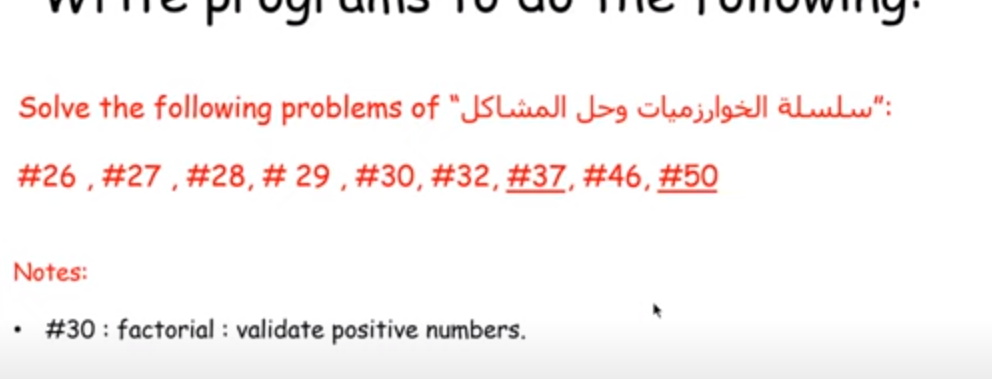 Write programs to do the following:
Solve the following problems of “سلسلة الخوارزميات وحل المشاكل”:
#26 , #27 , #28, # 29 , #30, #32, #37, #46, #50
Notes:
• #30 : factorial : validate positive numbers.